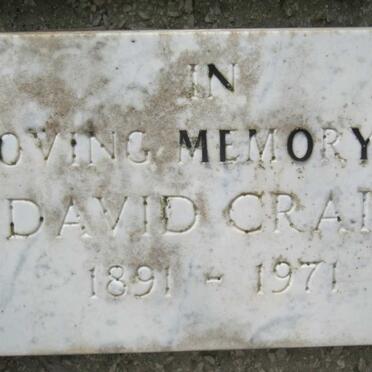 IN
OVING MEMORY
DAVID CRAI
1891 - 1971